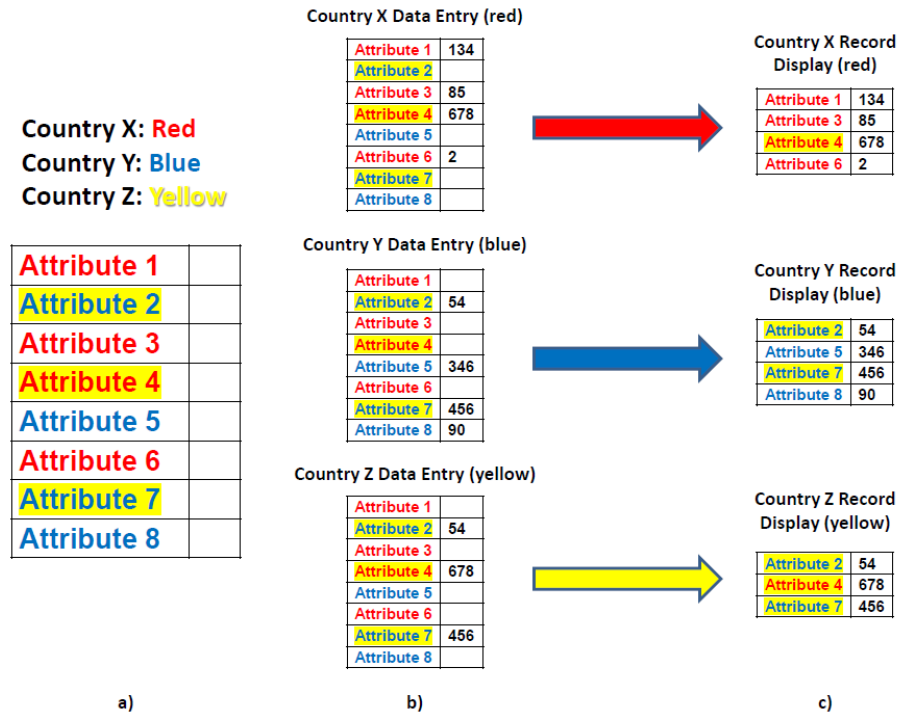 Country X: Red
Country Y: Blue
Country Z: Yellow
Attribute 1
Attribute 2
Attribute 3
Attribute 4
Attribute 5
Attribute 6
Attribute 7
Attribute 8
a)
Country X Data Entry (red)
Attribute 1 134
Attribute 2
Attribute 3 85
Attribute 4 678
Attribute 5
Attribute 6 2
Attribute 7
Attribute 8
Country Y Data Entry (blue)
Attribute 1
Attribute 2 54
Attribute 3
Attribute 4
Attribute 5 346
Attribute 6
Attribute 7 456
Attribute 8 90
Country Z Data Entry (yellow)
Attribute 1
Attribute 2 54
Attribute 3
Attribute 4 678
Attribute 5
Attribute 6
Attribute 7 456
Attribute 8
b)
Country X Record
Display (red)
Attribute 1 134
Attribute 3 85
Attribute 4 678
Attribute 6 2
Country Y Record
Display (blue)
Attribute 2 54
Attribute 5 346
Attribute 7 456
Attribute 8 90
Country Z Record
Display (yellow)
Attribute 2 54
Attribute 4 678
Attribute 7 456
c)